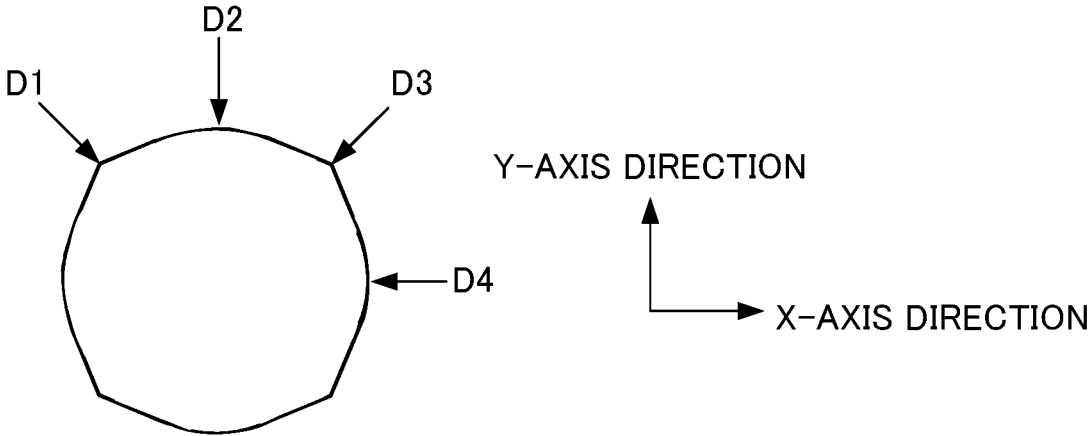 D2
D1
D3
Y-AXIS DIRECTION
D4
X-AXIS DIRECTION